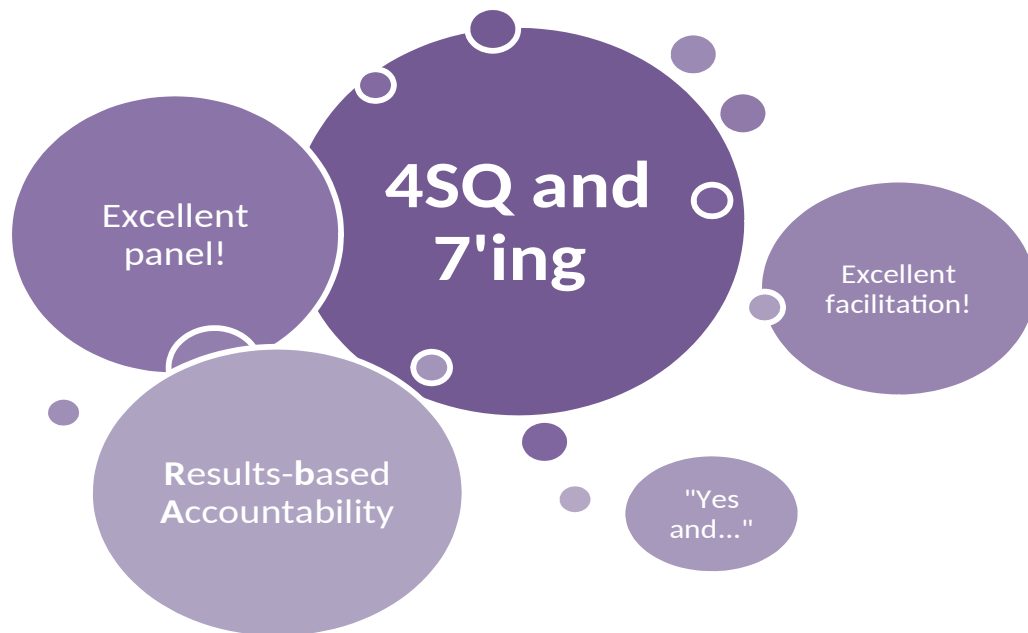 4SQ and
7'ing
Excellent
panel!
Excellent
facilitation!
Results-based
Accountability
"Yes
and..."